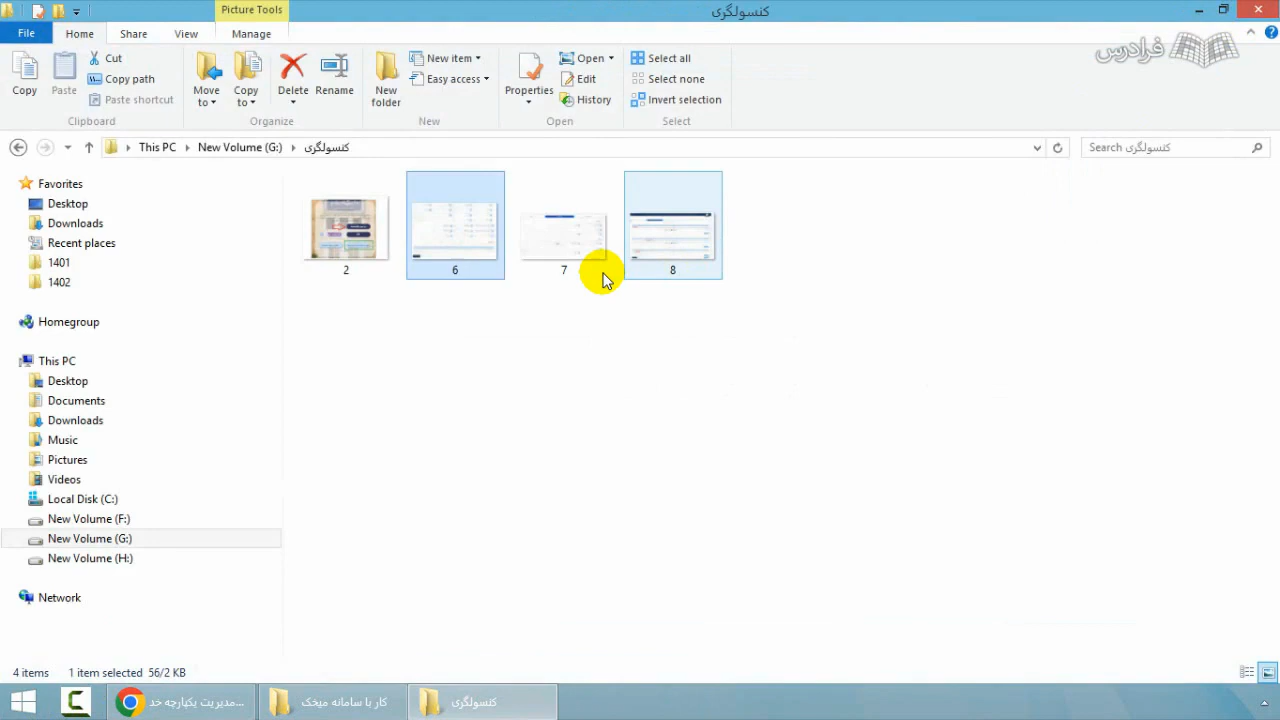 Picture Tools
کنسولگری
File
Home
Share
View
Manage
فرادرس
Copy
Paste
Cut
Copy path
Paste shortcut
Clipboard
Move to
Copy to
Delete
Rename
Organize
New folder
New item
Easy access
New
Properties
Open
Edit
History
Open
Select all
Select none
Invert selection
Select
This PC
New Volume (G:)
کنسولگری
Search کنسولگری
Favorites
Desktop
Downloads
Recent places
1401
1402
Homegroup
This PC
Desktop
Documents
Downloads
Music
Pictures
Videos
Local Disk (C:)
New Volume (F:)
New Volume (G:)
New Volume (H:)
Network
2
6
7
8
4 items
1 item selected 56/2 KB
مدیریت یکپارچه خد...
کار با سامانه میخک
کنسولگری